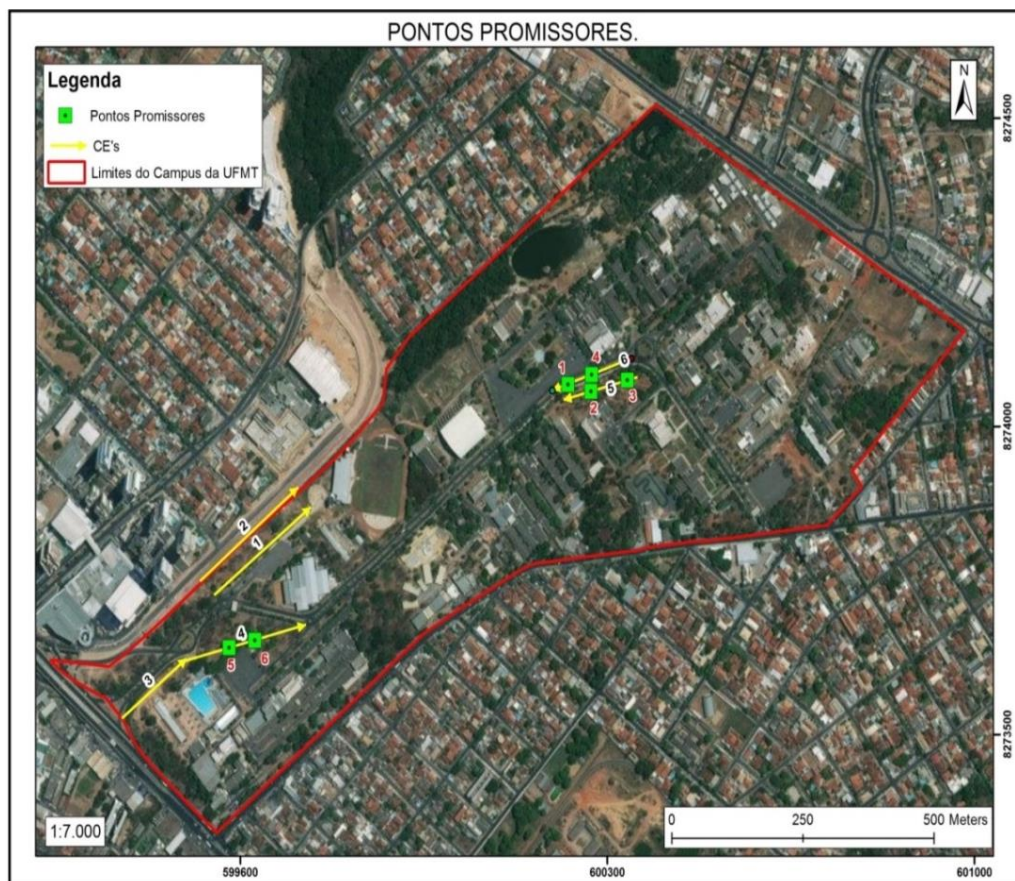 PONTOS PROMISSORES.
Legenda
Pontos Promissores
CE's
Limites do Campus da UFMT
N
8274500
8274000
8273500
1
4
6
5
3
2
2
1
4
3
5
6
1:7.000
0 250 500 Meters
599600 600300 601000